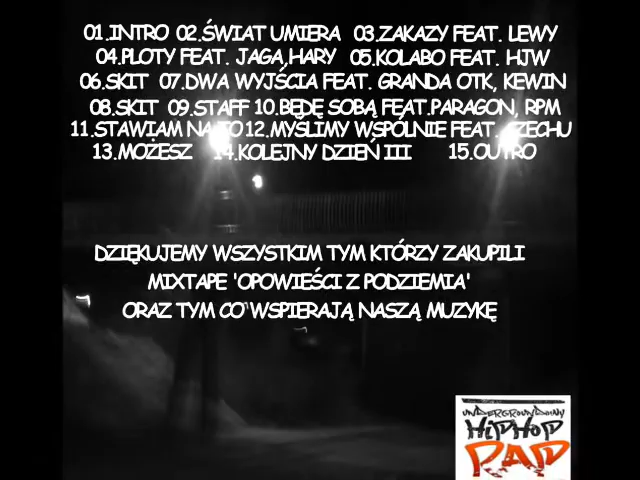 01.INTRO 02.ŚWIAT UMIERA 03.ZAKAZY FEAT. LEWY
04.PLOTY FEAT. JAGA,HARY 05.KOLABO FEAT. HJW
06.SKIT 07.DWA WYJŚCIA FEAT. GRANDA OTK, KEWIN
08.SKIT 09.STAFF 10.BĘDĘ SOBĄ FEAT.PARAGON, RPM
11.STAWIAM NA TO 12.MYŚLIMY WSPÓLNIE FEAT.
13.MOŻESZ 14.KOLEJNY DZIEŃ III 15.OUTRO
DZIĘKUJEMY WSZYSTKIM TYM KTÓRZY ZAKUPILI
MIXTAPE 'OPOWIEŚCI Z PODZIEMIA'
ORAZ TYM CO WSPIERAJĄ NASZĄ MUZYKĘ
HIPHOP
RAP